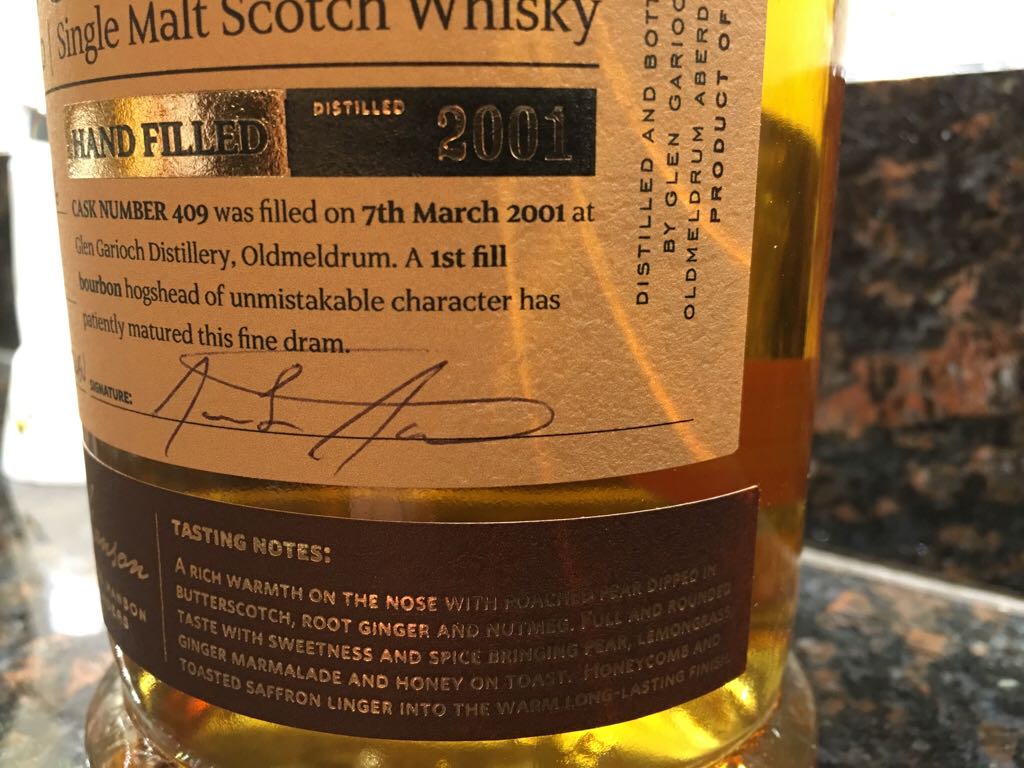 Single Malt Scotch Whisky
HAND FILLED
DISTILLED
2001
CASK NUMBER 409 was filled on 7th March 2001 at
Glen Garioch Distillery, Oldmeldrum. A 1st fill
bourbon hogshead of unmistakable character has
patiently matured this fine dram.
SIGNATURE:
DISTILLED AND
BY GLEN
OLDMELDRUM
PRODUCT OF
TASTING NOTES:
A RICH WARMTH ON THE NOSE WITH POACHED PEAR DIPPED IN
BUTTERSCOTCH, ROOT GINGER AND NUTMEG. FULL AND ROUNDED
TASTE WITH SWEETNESS AND SPICE BRINGING PEAR, LEMONGRASS,
GINGER MARMALADE AND HONEY ON TOAST. HONEYCOMB AND
TOASTED SAFFRON LINGER INTO THE WARM LONG-LASTING FINISH.